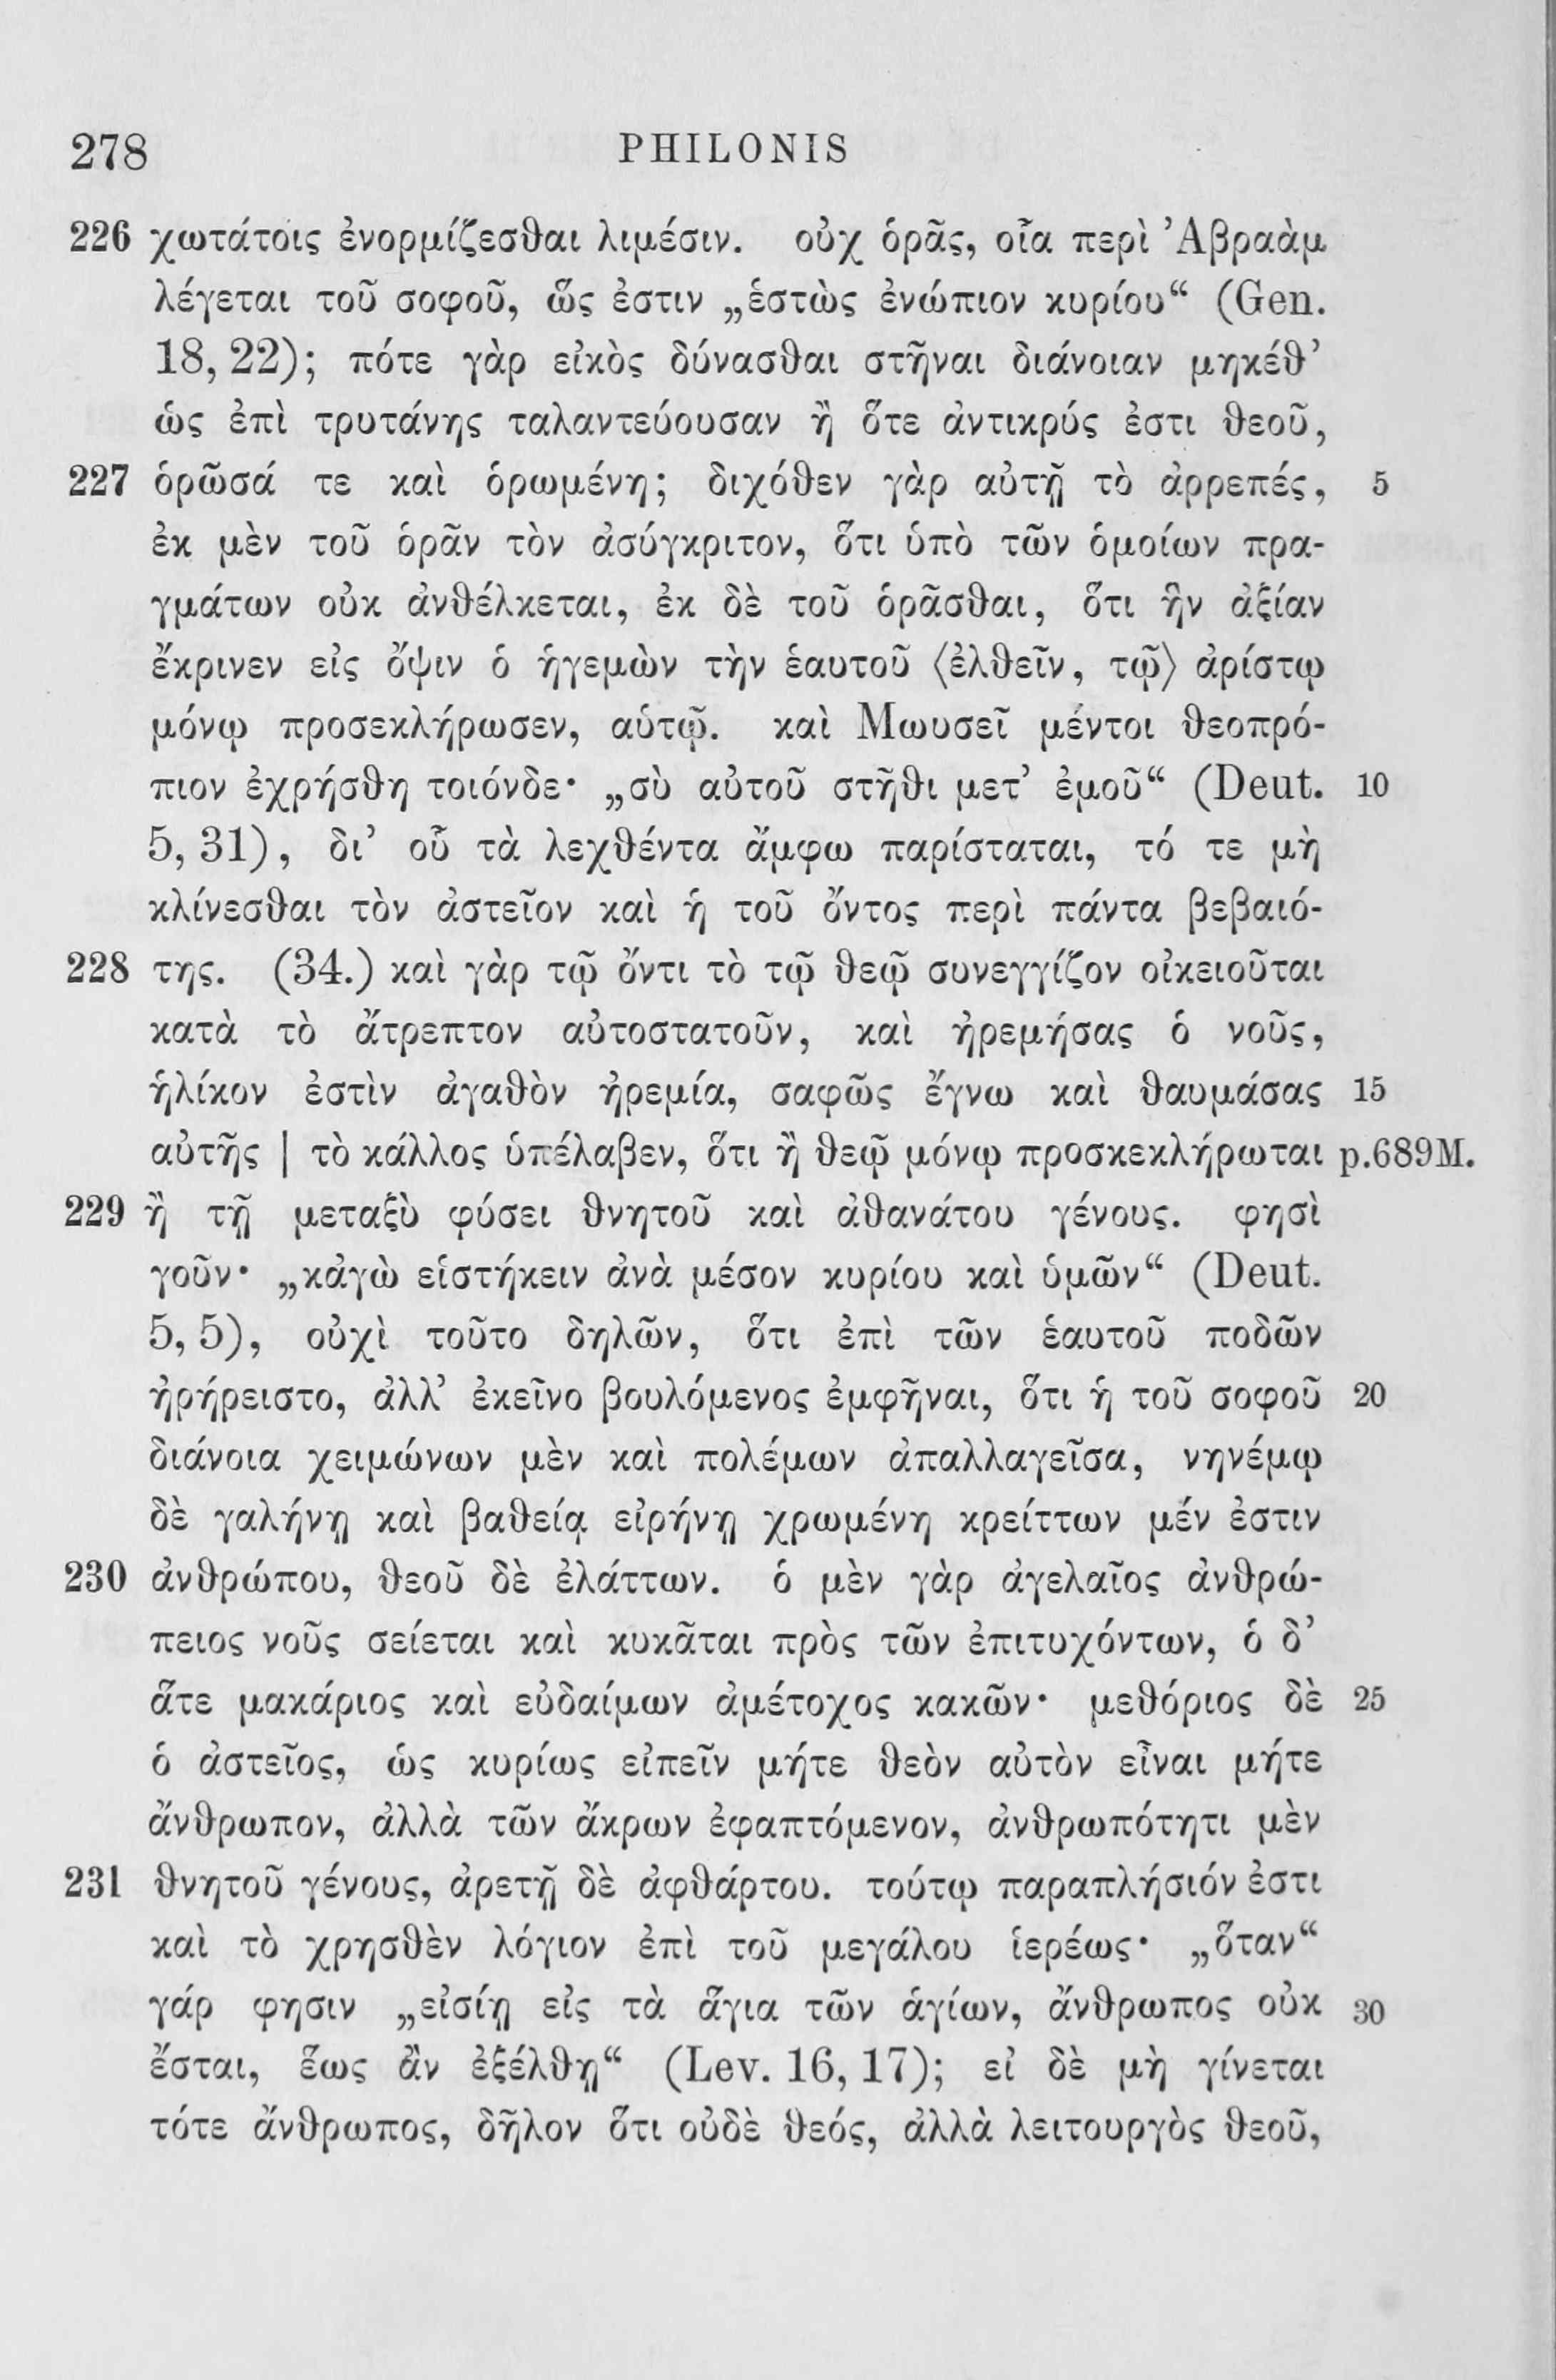 278 PHILONIS
226 χωτάτοις ἐνορμίζεσθαι λιμέσιν. οὐχ ὁρᾷς, οἷα περὶ Ἀβραὰμ
λέγεται τοῦ σοφοῦ, ὥς ἐστιν „ἑστὼς ἐνώπιον κυρίου“ (Gen.
18, 22); πότε γὰρ εἰκὸς δύνασθαι στῆναι διάνοιαν μηκέθ’
ὡς ἐπὶ τρυτάνης ταλαντεύουσαν ἢ ὅτε ἀντικρύς ἐστι θεοῦ,
227 ὁρῶσά τε καὶ ὁρωμένη; διχόθεν γὰρ αὐτῇ τὸ ἀρρεπές, 5
ἐκ μὲν τοῦ ὁρᾶν τὸν ἀσύγκριτον, ὅτι ὑπὸ τῶν ὁμοίων πρα-
γμάτων οὐκ ἀνθέλκεται, ἐκ δὲ τοῦ ὁρᾶσθαι, ὅτι ἣν ἀξίαν
ἔκρινεν εἰς ὄψιν ὁ ἡγεμὼν τὴν ἑαυτοῦ ⟨ἐλθεῖν, τῷ⟩ ἀρίστῳ
μόνῳ προσεκλήρωσεν, αὑτῷ. καὶ Μωυσεῖ μέντοι θεοπρό-
πιον ἐχρήσθη τοιόνδε· „σὺ αὐτοῦ στῆθι μετ’ ἐμοῦ“ (Deut. 10
5, 31), δι’ οὗ τὰ λεχθέντα ἄμφω παρίσταται, τό τε μὴ
κλίνεσθαι τὸν ἀστεῖον καὶ ἡ τοῦ ὄντος περὶ πάντα βεβαιό-
228 της. (34.) καὶ γὰρ τῷ ὄντι τὸ τῷ θεῷ συνεγγίζον οἰκειοῦται
κατὰ τὸ ἄτρεπτον αὐτοστατοῦν, καὶ ἠρεμήσας ὁ νοῦς,
ἡλίκον ἐστὶν ἀγαθὸν ἠρεμία, σαφῶς ἔγνω καὶ θαυμάσας 15
αὐτῆς | τὸ κάλλος ὑπέλαβεν, ὅτι ἢ θεῷ μόνῳ προσκεκλήρωται p.689M.
229 ἢ τῇ μεταξὺ φύσει θνητοῦ καὶ ἀθανάτου γένους. φησὶ
γοῦν· „κἀγὼ εἱστήκειν ἀνὰ μέσον κυρίου καὶ ὑμῶν“ (Deut.
5, 5), οὐχὶ τοῦτο δηλῶν, ὅτι ἐπὶ τῶν ἑαυτοῦ ποδῶν
ἠρήρειστο, ἀλλ’ ἐκεῖνο βουλόμενος ἐμφῆναι, ὅτι ἡ τοῦ σοφοῦ 20
διάνοια χειμώνων μὲν καὶ πολέμων ἀπαλλαγεῖσα, νηνέμῳ
δὲ γαλήνῃ καὶ βαθείᾳ εἰρήνῃ χρωμένη κρείττων μέν ἐστιν
230 ἀνθρώπου, θεοῦ δὲ ἐλάττων. ὁ μὲν γὰρ ἀγελαῖος ἀνθρώ-
πειος νοῦς σείεται καὶ κυκᾶται πρὸς τῶν ἐπιτυχόντων, ὁ δ’
ἅτε μακάριος καὶ εὐδαίμων ἀμέτοχος κακῶν· μεθόριος δὲ 25
ὁ ἀστεῖος, ὡς κυρίως εἰπεῖν μήτε θεὸν αὐτὸν εἶναι μήτε
ἄνθρωπον, ἀλλὰ τῶν ἄκρων ἐφαπτόμενον, ἀνθρωπότητι μὲν
231 θνητοῦ γένους, ἀρετῇ δὲ ἀφθάρτου. τούτῳ παραπλήσιόν ἐστι
καὶ τὸ χρησθὲν λόγιον ἐπὶ τοῦ μεγάλου ἱερέως· „ὅταν“
γάρ φησιν „εἰσίῃ εἰς τὰ ἅγια τῶν ἁγίων, ἄνθρωπος οὐκ 30
ἔσται, ἕως ἂν ἐξέλθῃ“ (Lev. 16, 17); εἰ δὲ μὴ γίνεται
τότε ἄνθρωπος, δῆλον ὅτι οὐδὲ θεός, ἀλλὰ λειτουργὸς θεοῦ,